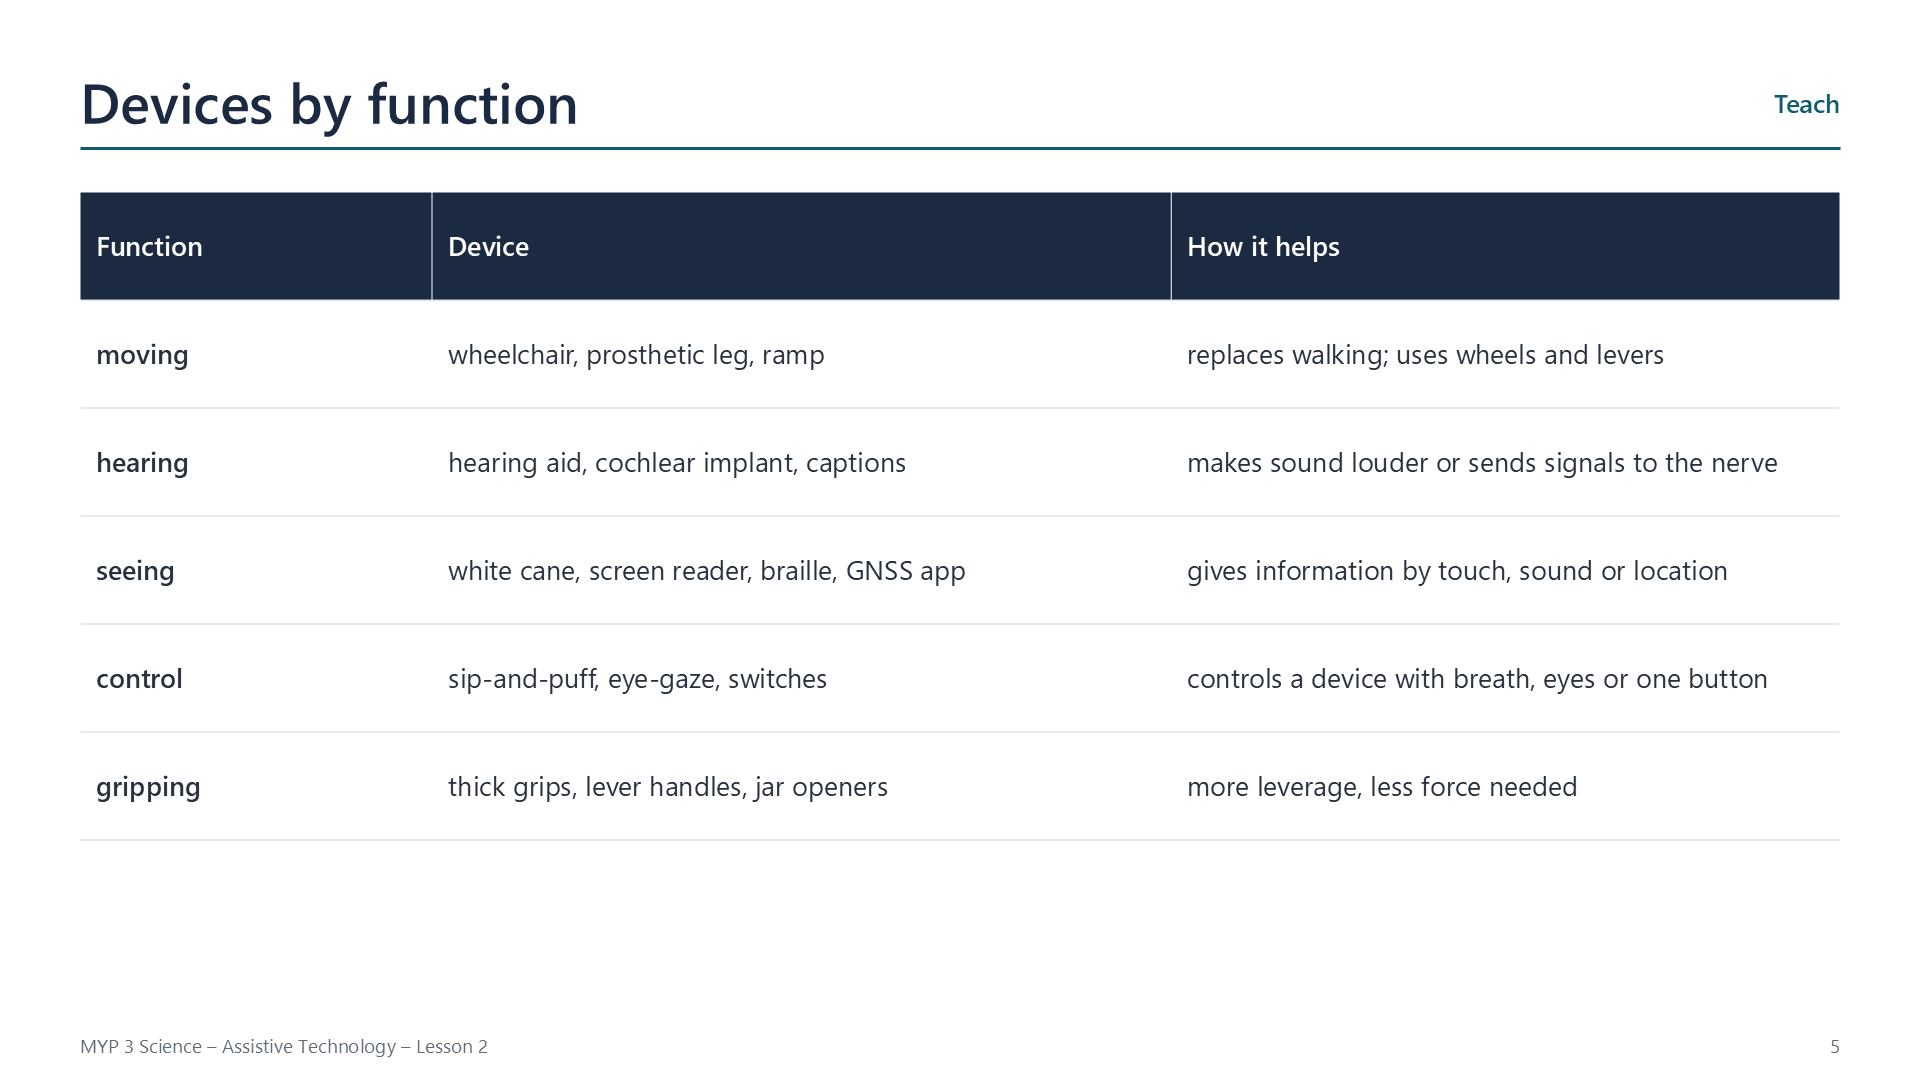 Devices by function
Teach
Function
Device
How it helps
moving
wheelchair, prosthetic leg, ramp
replaces walking; uses wheels and levers
hearing
hearing aid, cochlear implant, captions
makes sound louder or sends signals to the nerve
seeing
white cane, screen reader, braille, GNSS app
gives information by touch, sound or location
control
sip-and-puff, eye-gaze, switches
controls a device with breath, eyes or one button
gripping
thick grips, lever handles, jar openers
more leverage, less force needed
MYP 3 Science – Assistive Technology – Lesson 2
5